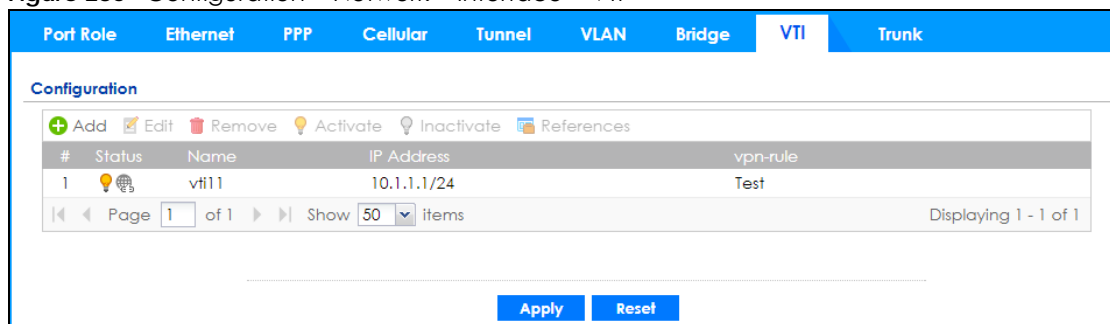 Port Role Ethernet PPP Cellular Tunnel VLAN Bridge VTI Trunk
Configuration
Add Edit Remove Activate Inactivate References
# Status Name IP Address vpn-rule
1 vti11 10.1.1.1/24 Test
Page 1 of 1 Show 50 items Displaying 1 - 1 of 1
Apply Reset